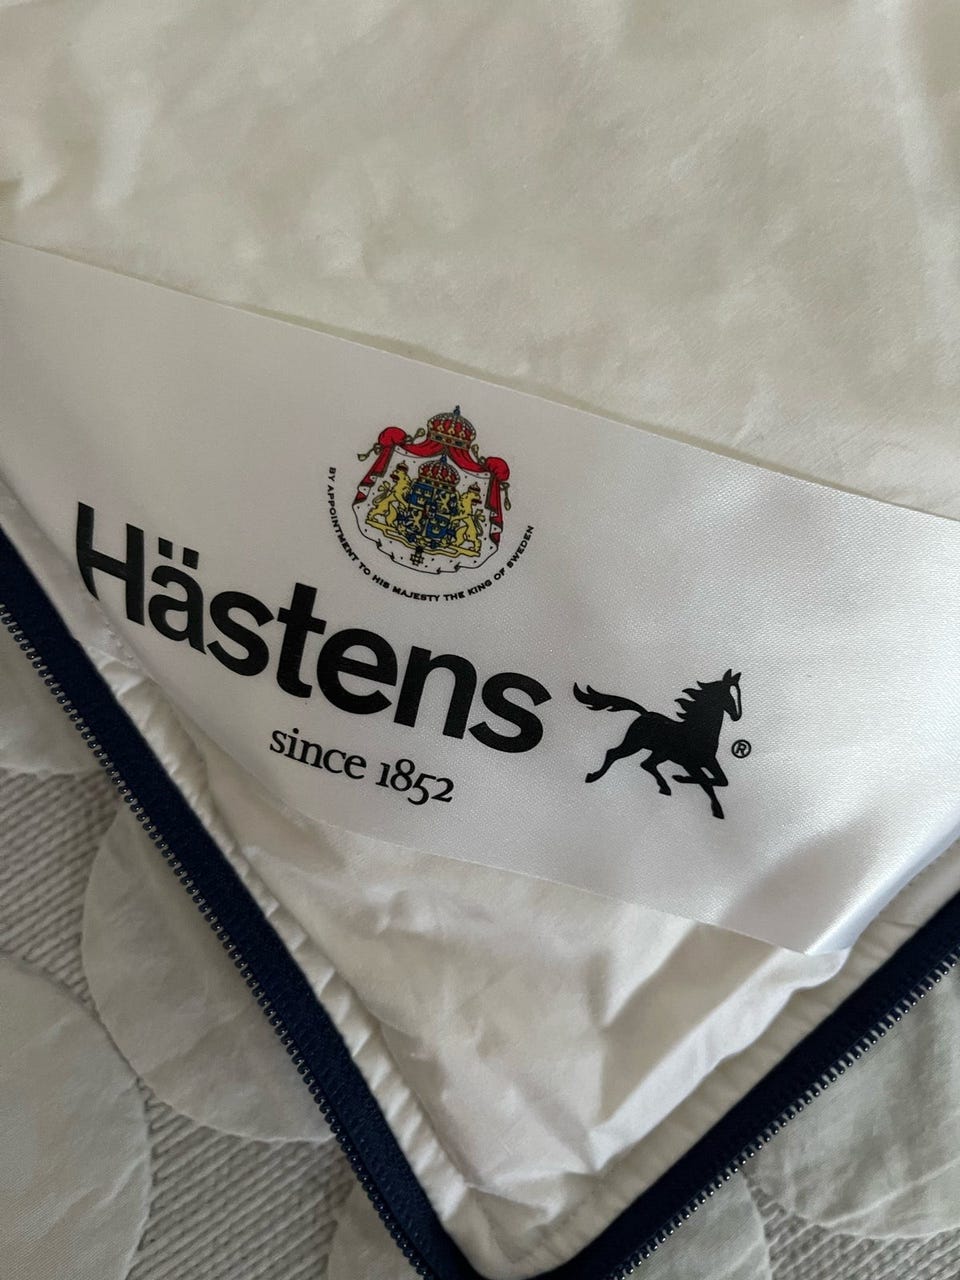 BY APPOINTMENT TO HIS MAJESTY THE KING OF SWEDEN
Hästens
®
since 1852